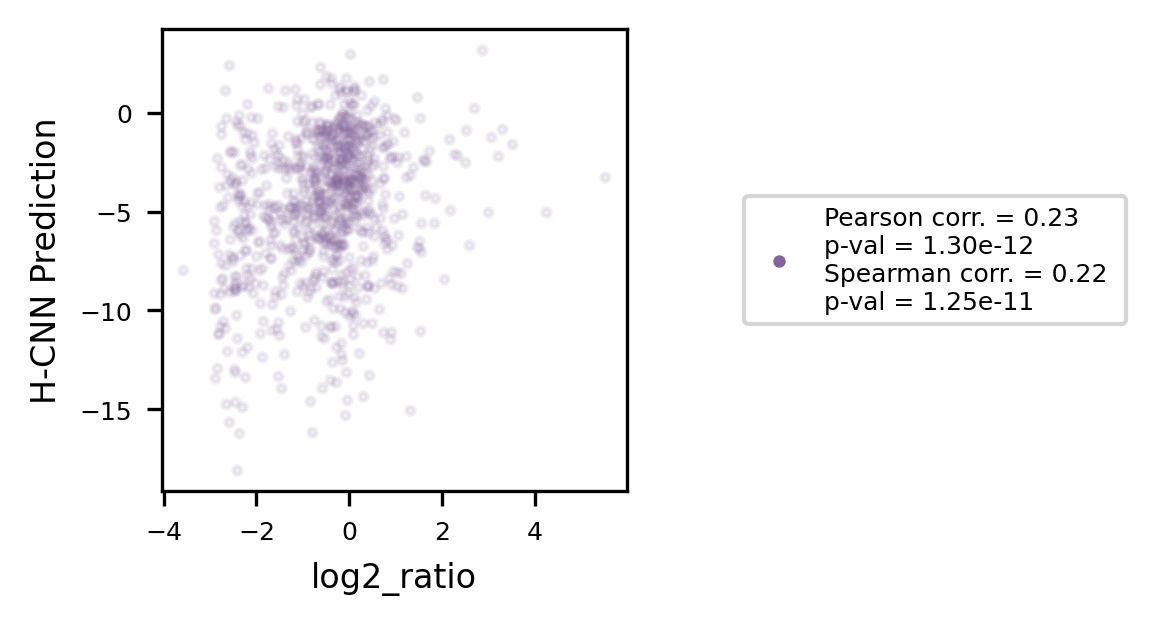 H-CNN Prediction
0
−5
−10
−15
−4
−2
0
2
4
log2_ratio
Pearson corr. = 0.23
p-val = 1.30e-12
Spearman corr. = 0.22
p-val = 1.25e-11